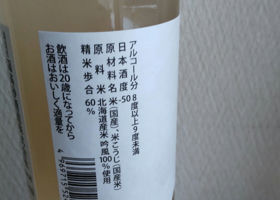 アルコール分 8度以上9度未満
日本酒度-50
原材料名 米(国産)、米こうじ(国産米)
原料米 北海道産米 吟風100%使用
精米歩合 60%
飲酒は20歳になってから
お酒はおいしく適量を